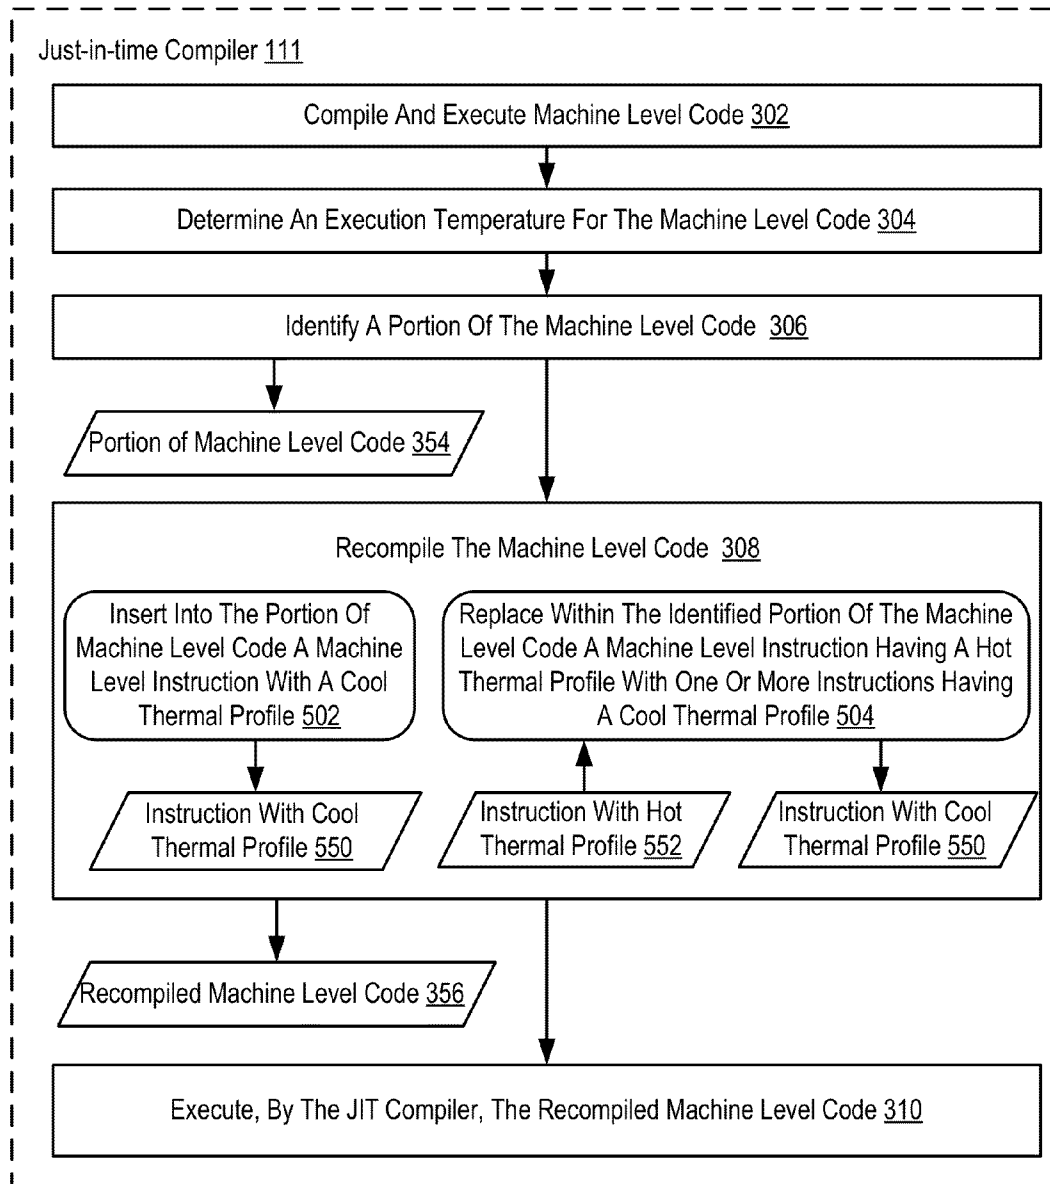 Just-in-time Compiler 111
Compile And Execute Machine Level Code 302
Determine An Execution Temperature For The Machine Level Code 304
Identify A Portion Of The Machine Level Code 306
Portion of Machine Level Code 354
Recompile The Machine Level Code 308
Insert Into The Portion Of
Machine Level Code A Machine
Level Instruction With A Cool
Thermal Profile 502
Replace Within The Identified Portion Of The Machine
Level Code A Machine Level Instruction Having A Hot
Thermal Profile With One Or More Instructions Having
A Cool Thermal Profile 504
Instruction With Cool
Thermal Profile 550
Instruction With Hot
Thermal Profile 552
Instruction With Cool
Thermal Profile 550
Recompiled Machine Level Code 356
Execute, By The JIT Compiler, The Recompiled Machine Level Code 310